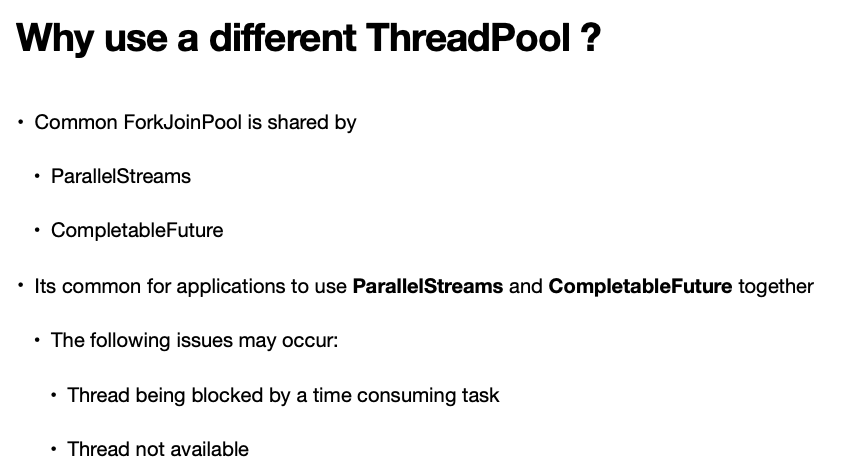 Why use a different ThreadPool ?
• Common ForkJoinPool is shared by
• ParallelStreams
• CompletableFuture
• Its common for applications to use ParallelStreams and CompletableFuture together
• The following issues may occur:
• Thread being blocked by a time consuming task
• Thread not available